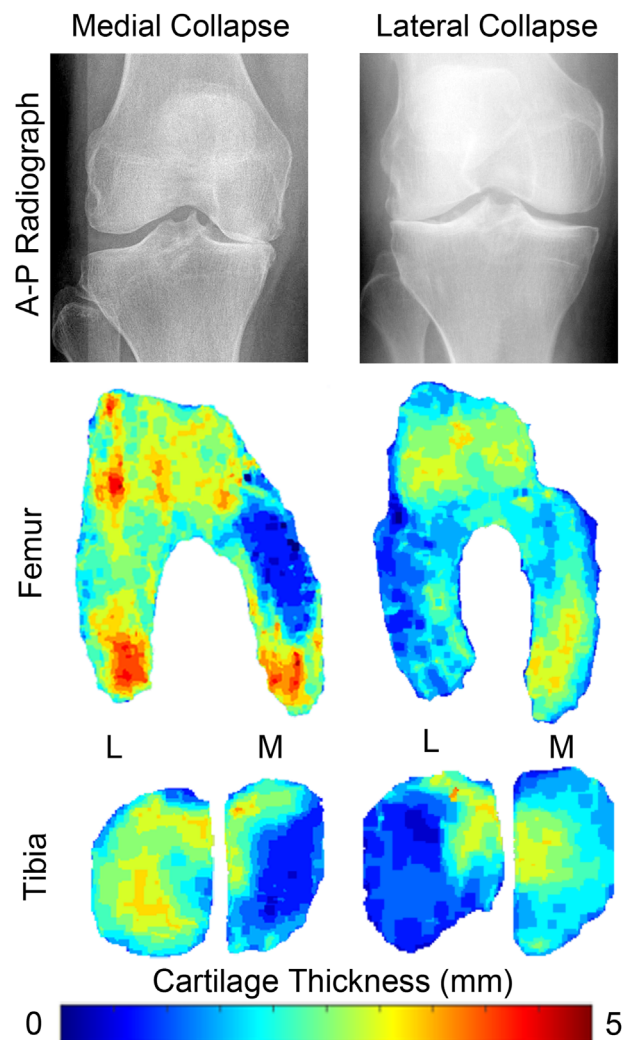 Medial Collapse
Lateral Collapse
A-P Radiograph
Femur
L
M
L
M
Tibia
Cartilage Thickness (mm)
0
5